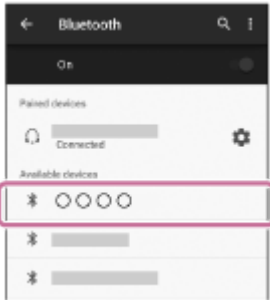 Bluetooth
On
Paired devices
Connected
Available devices
○○○○